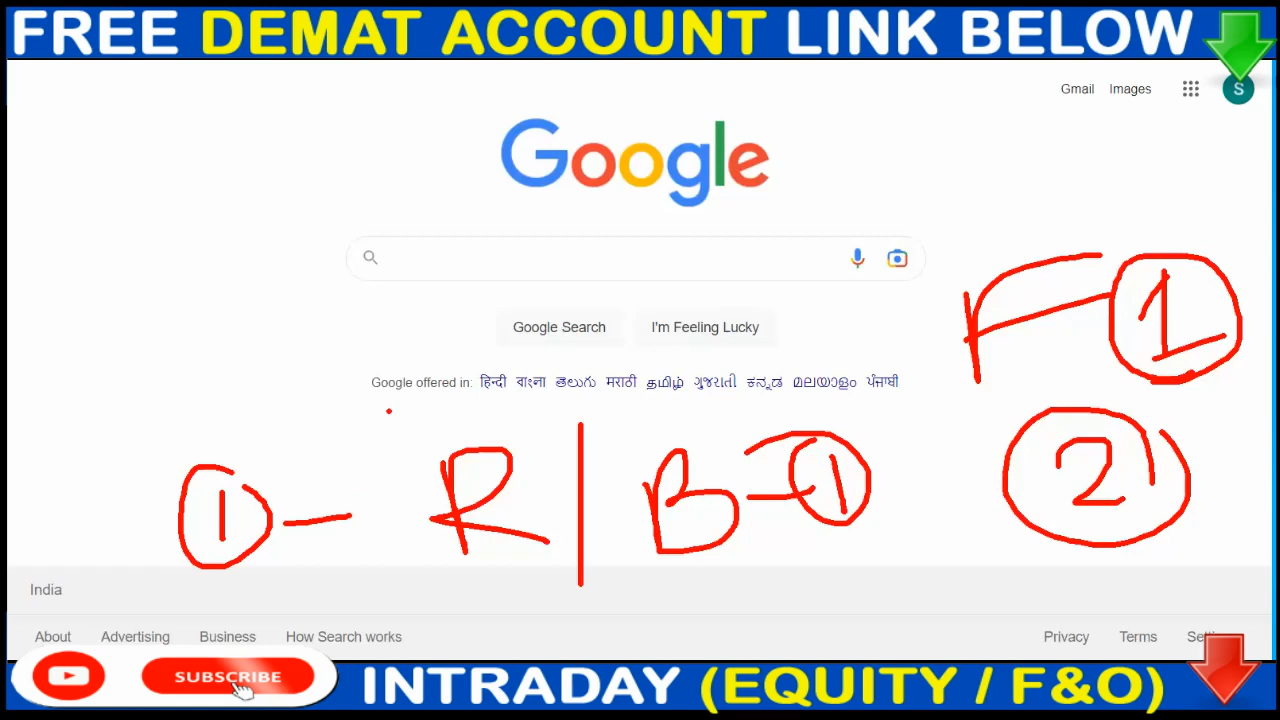 FREE DEMAT ACCOUNT LINK BELOW
Gmail Images S
Google
Google Search I'm Feeling Lucky
Google offered in: हिन्दी বাংলা తెలుగు मराठी தமிழ் ગુજરાતી ಕನ್ನಡ മലയാളം ਪੰਜਾਬੀ
1
1 - R | B - 1 2
India
About Advertising Business How Search works Privacy Terms
SUBSCRIBE INTRADAY (EQUITY / F&O)